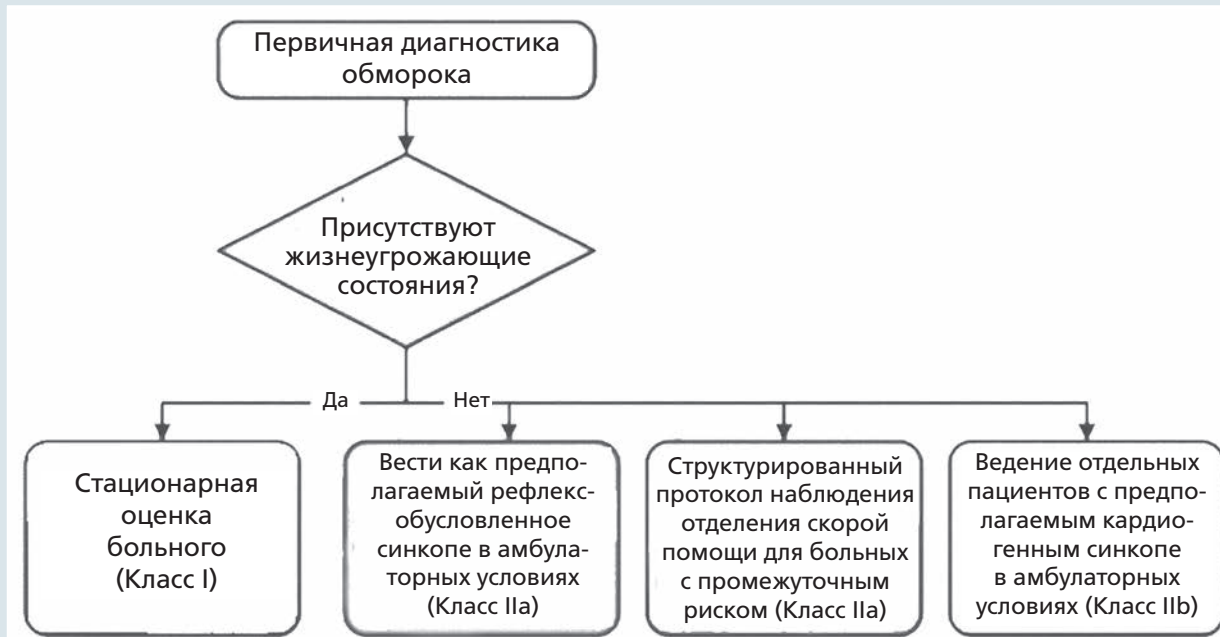 Первичная диагностика
обморока
Присутствуют
жизнеугрожающие
состояния?
Да
Нет
Стационарная
оценка
больного
(Класс I)
Вести как предпо-
лагаемый рефлекс-
обусловленное
синкопе в амбула-
торных условиях
(Класс IIa)
Структурированный
протокол наблюдения
отделения скорой
помощи для больных
с промежуточным
риском (Класс IIa)
Ведение отдельных
пациентов с предпо-
лагаемым кардио-
генным синкопе
в амбулаторных
условиях (Класс IIb)